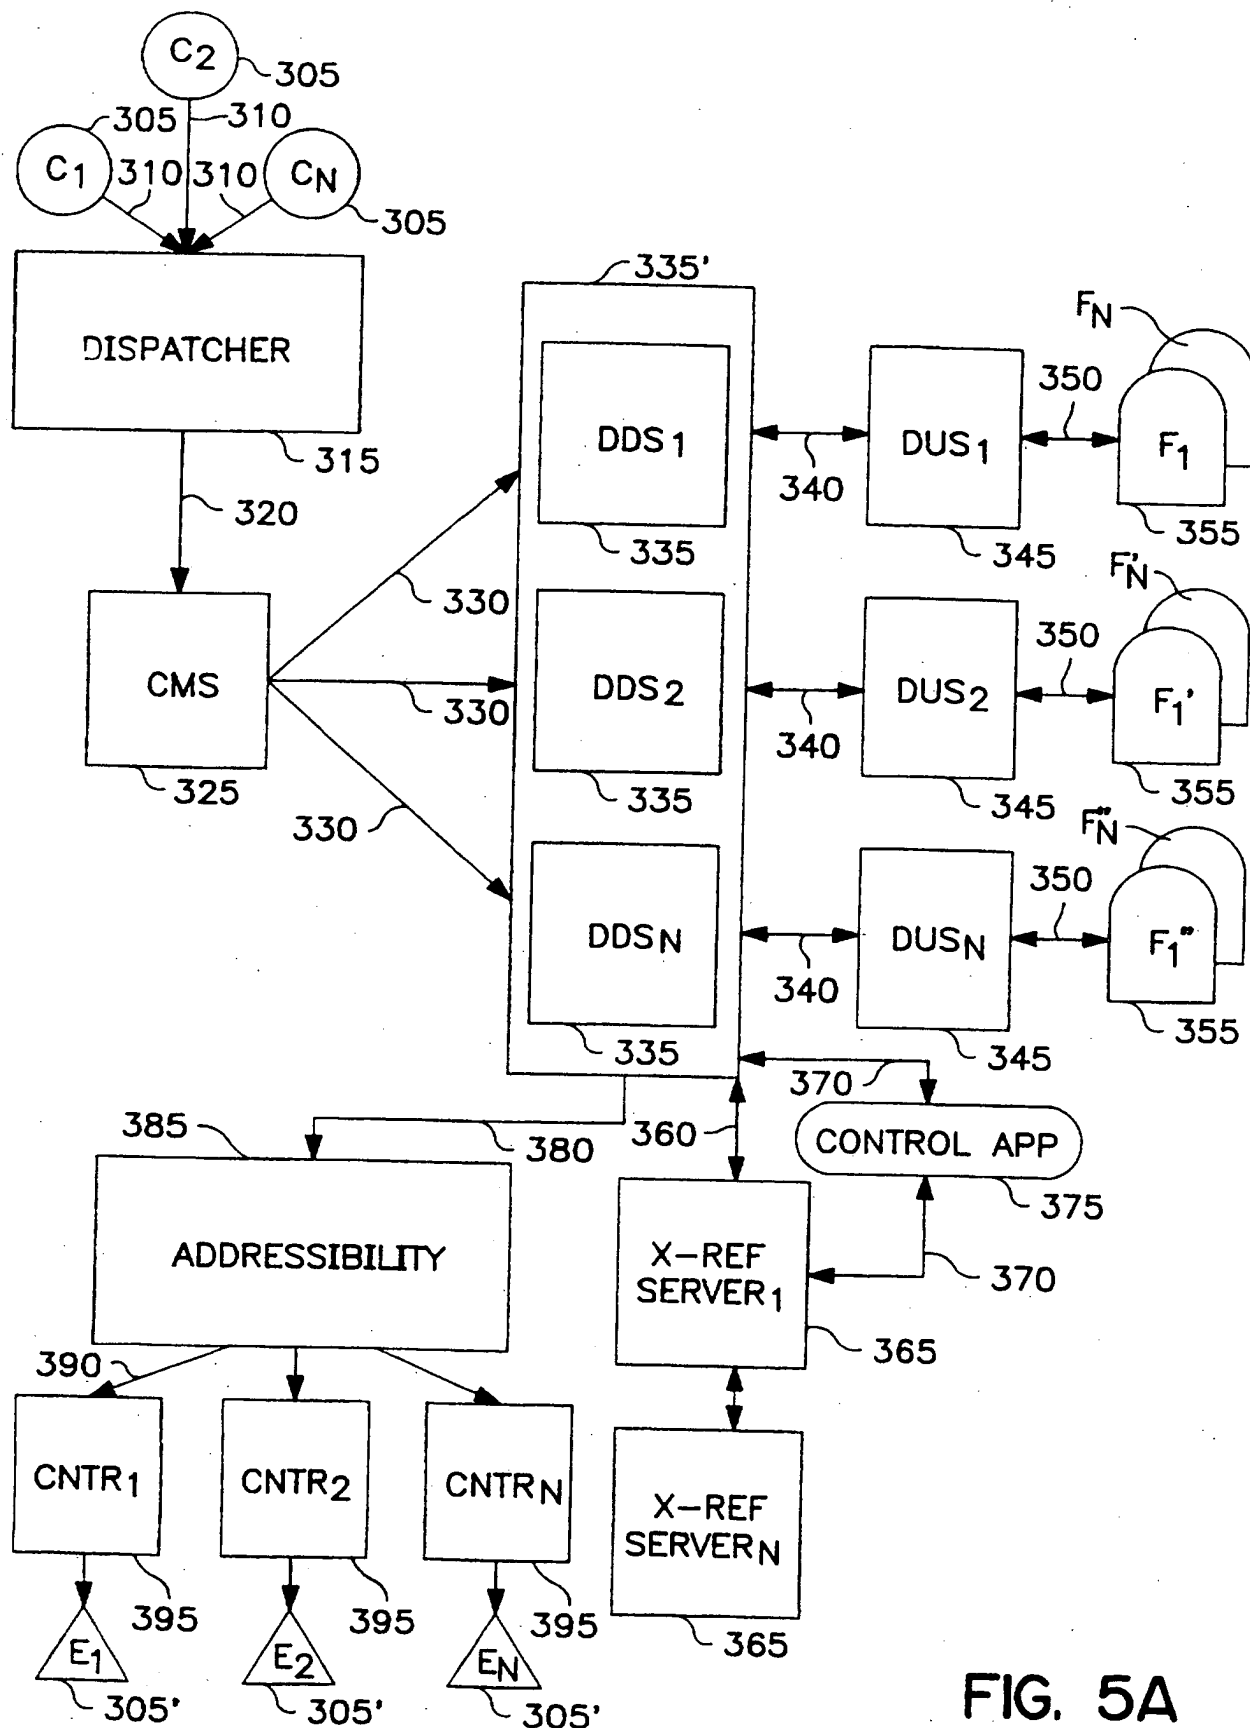 C2
305
305
310
C1
310
310
CN
305
335'
FN
DISPATCHER
350
DDS1
DUS1
F1
315
340
320
335
345
355
F'N
330
350
CMS
DDS2
DUS2
F1'
330
340
325
335
345
355
330
F"N
350
DDSN
DUSN
F1"
340
355
335
345
370
385
380
360
CONTROL APP
375
ADDRESSIBILITY
X-REF
SERVER1
370
365
390
CNTR1
CNTR2
CNTRN
X-REF
SERVERN
395
395
395
365
E1
E2
EN
305'
305'
305'
FIG. 5A